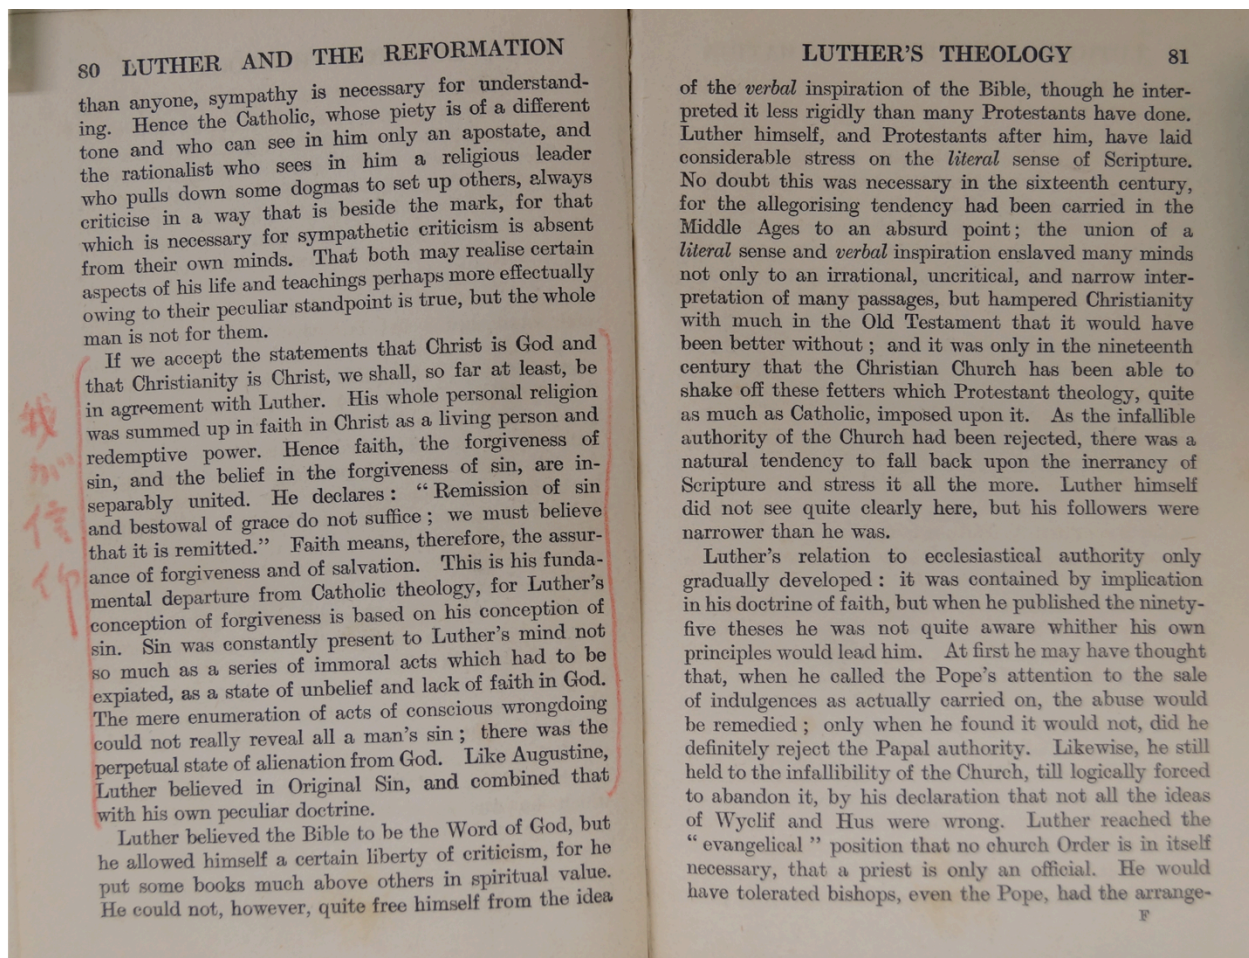 80 LUTHER AND THE REFORMATION
than anyone, sympathy is necessary for understand-
ing. Hence the Catholic, whose piety is of a different
tone and who can see in him only an apostate, and
the rationalist who sees in him a religious leader
who pulls down some dogmas to set up others, always
criticise in a way that is beside the mark, for that
which is necessary for sympathetic criticism is absent
from their own minds. That both may realise certain
aspects of his life and teachings perhaps more effectually
owing to their peculiar standpoint is true, but the whole
man is not for them.
If we accept the statements that Christ is God and
that Christianity is Christ, we shall, so far at least, be
in agreement with Luther. His whole personal religion
was summed up in faith in Christ as a living person and
redemptive power. Hence faith, the forgiveness of
sin, and the belief in the forgiveness of sin, are in-
separably united. He declares: “Remission of sin
and bestowal of grace do not suffice; we must believe
that it is remitted.” Faith means, therefore, the assur-
ance of forgiveness and of salvation. This is his funda-
mental departure from Catholic theology, for Luther's
conception of forgiveness is based on his conception of
sin. Sin was constantly present to Luther's mind not
so much as a series of immoral acts which had to be
expiated, as a state of unbelief and lack of faith in God.
The mere enumeration of acts of conscious wrongdoing
could not really reveal all a man's sin; there was the
perpetual state of alienation from God. Like Augustine,
Luther believed in Original Sin, and combined that
with his own peculiar doctrine.
Luther believed the Bible to be the Word of God, but
he allowed himself a certain liberty of criticism, for he
put some books much above others in spiritual value.
He could not, however, quite free himself from the idea
我が信仰
LUTHER'S THEOLOGY 81
of the verbal inspiration of the Bible, though he inter-
preted it less rigidly than many Protestants have done.
Luther himself, and Protestants after him, have laid
considerable stress on the literal sense of Scripture.
No doubt this was necessary in the sixteenth century,
for the allegorising tendency had been carried in the
Middle Ages to an absurd point; the union of a
literal sense and verbal inspiration enslaved many minds
not only to an irrational, uncritical, and narrow inter-
pretation of many passages, but hampered Christianity
with much in the Old Testament that it would have
been better without; and it was only in the nineteenth
century that the Christian Church has been able to
shake off these fetters which Protestant theology, quite
as much as Catholic, imposed upon it. As the infallible
authority of the Church had been rejected, there was a
natural tendency to fall back upon the inerrancy of
Scripture and stress it all the more. Luther himself
did not see quite clearly here, but his followers were
narrower than he was.
Luther's relation to ecclesiastical authority only
gradually developed: it was contained by implication
in his doctrine of faith, but when he published the ninety-
five theses he was not quite aware whither his own
principles would lead him. At first he may have thought
that, when he called the Pope's attention to the sale
of indulgences as actually carried on, the abuse would
be remedied; only when he found it would not, did he
definitely reject the Papal authority. Likewise, he still
held to the infallibility of the Church, till logically forced
to abandon it, by his declaration that not all the ideas
of Wyclif and Hus were wrong. Luther reached the
“evangelical” position that no church Order is in itself
necessary, that a priest is only an official. He would
have tolerated bishops, even the Pope, had the arrange-
F